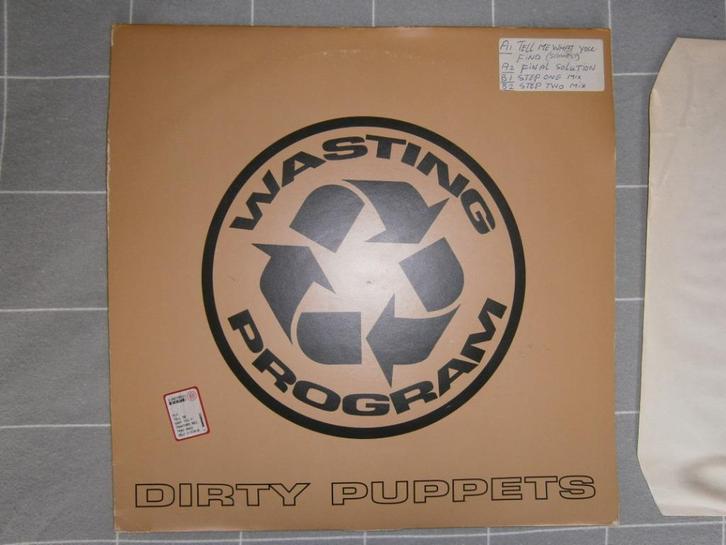 A1 TELL ME WHAT YOU
FIND
A2 FINAL SOLUTION
B1 STEP ONE MIX
B2 STEP TWO MIX
WASTING
PROGRAM
DIRTY PUPPETS